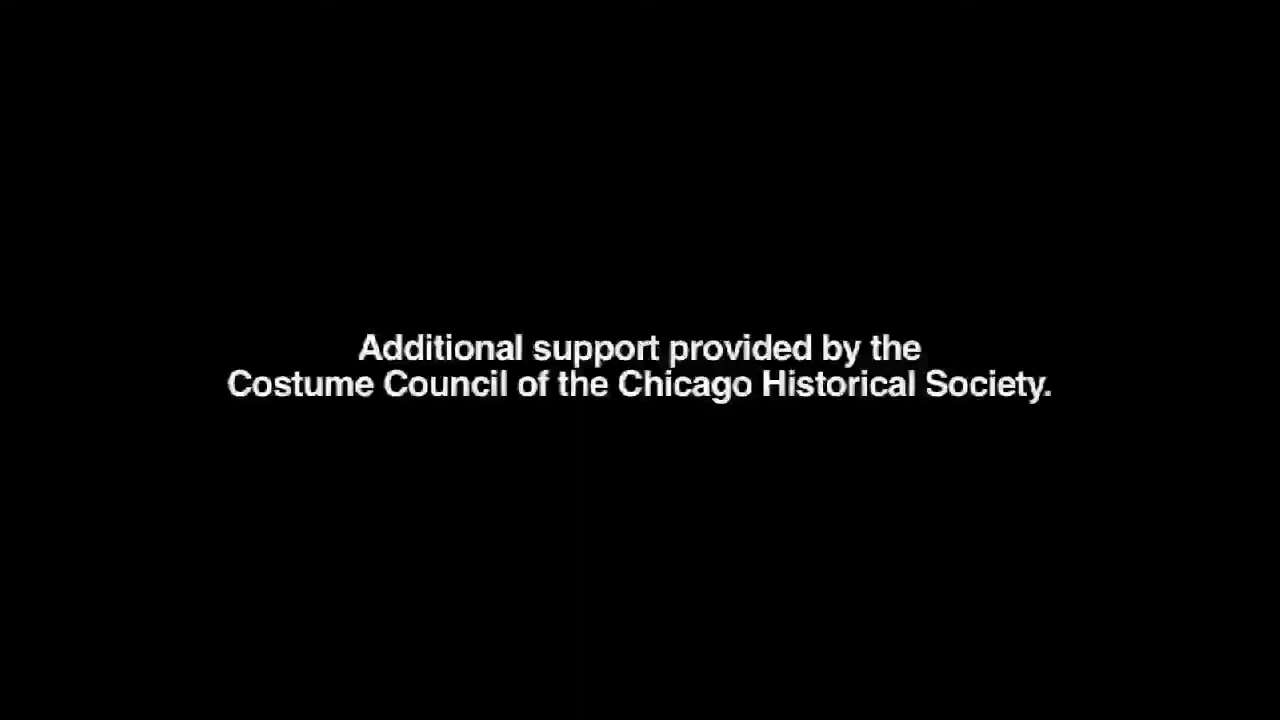 Additional support provided by the
Costume Council of the Chicago Historical Society.